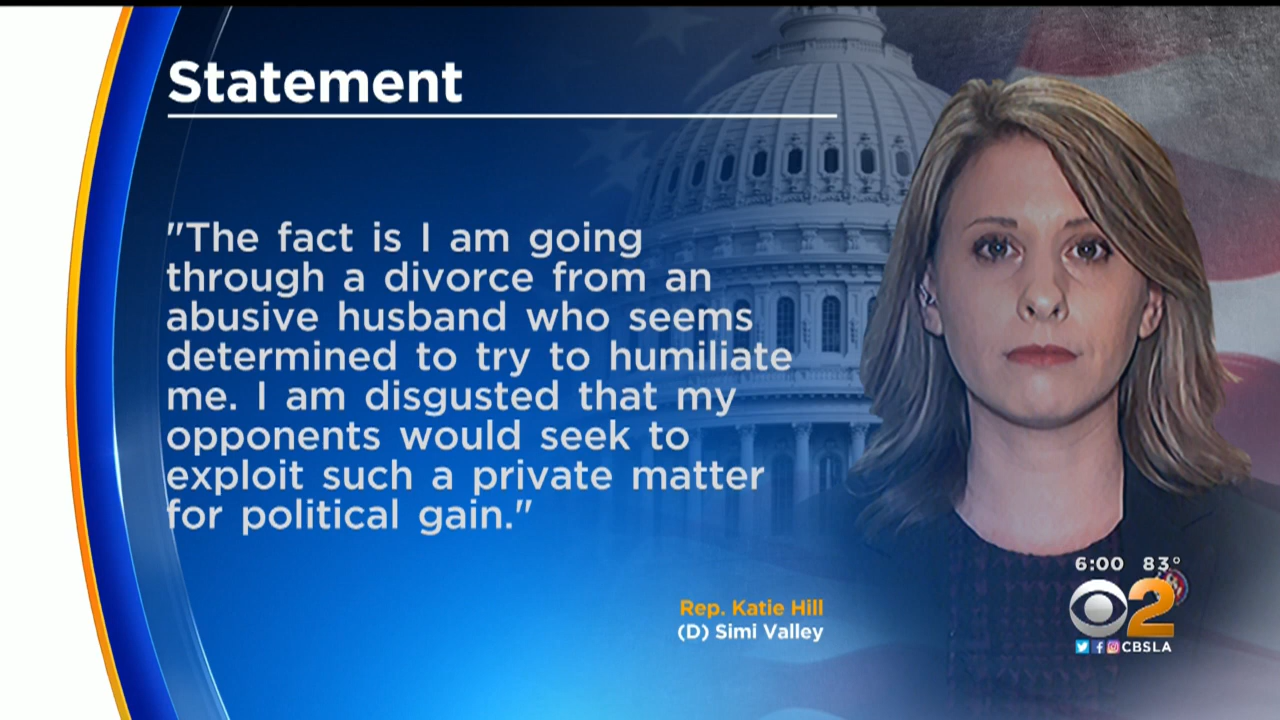 Statement
"The fact is I am going
through a divorce from an
abusive husband who seems
determined to try to humiliate
me. I am disgusted that my
opponents would seek to
exploit such a private matter
for political gain."
Rep. Katie Hill
(D) Simi Valley
6:00 83°
2
CBSLA